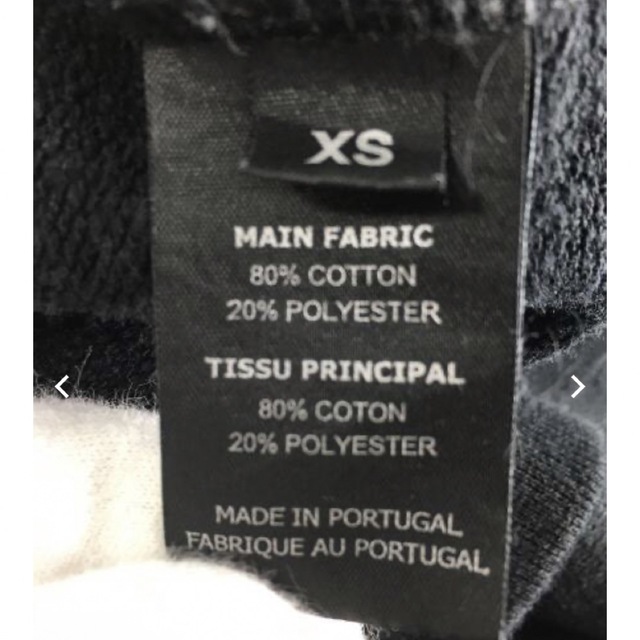 XS
MAIN FABRIC
80% COTTON
20% POLYESTER
TISSU PRINCIPAL
80% COTON
20% POLYESTER
MADE IN PORTUGAL
FABRIQUE AU PORTUGAL